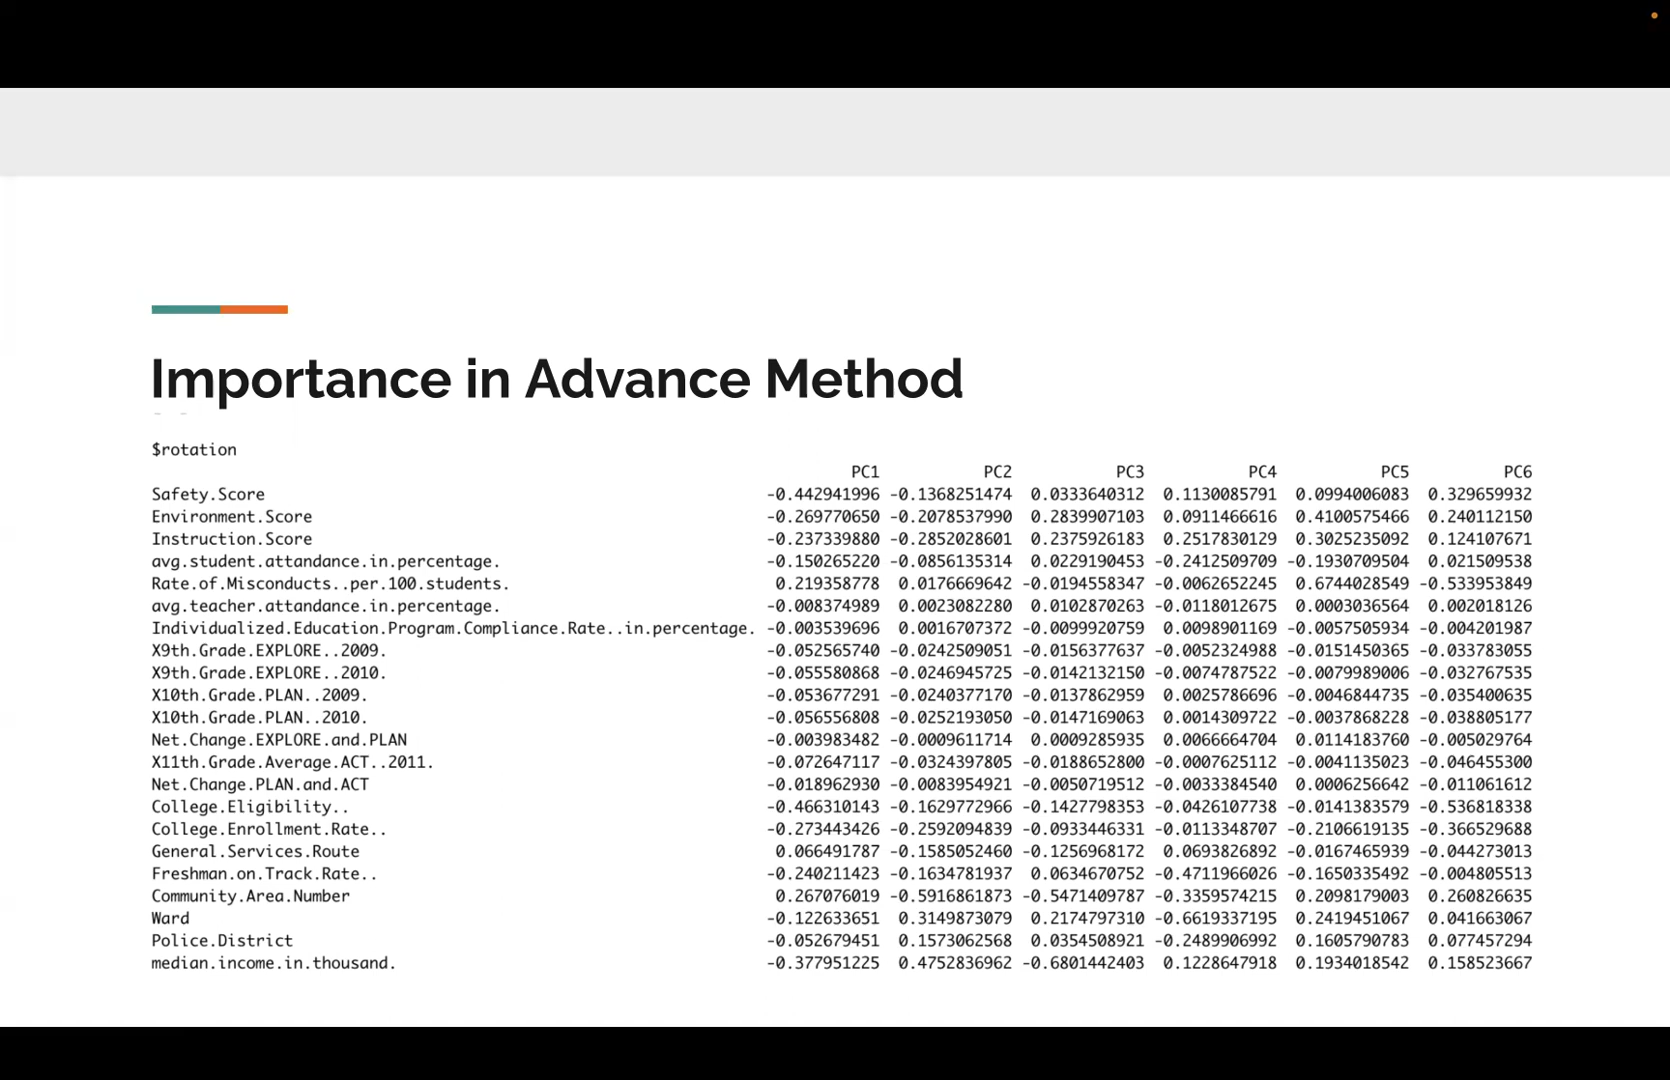 Importance in Advance Method
$rotation
PC1 PC2 PC3 PC4 PC5 PC6
Safety.Score -0.442941996 -0.1368251474 0.0333640312 0.1130085791 0.0994006083 0.329659932
Environment.Score -0.269770650 -0.2078537990 0.2839907103 0.0911466616 0.4100575466 0.240112150
Instruction.Score -0.237339880 -0.2852028601 0.2375926183 0.2517830129 0.3025235092 0.124107671
avg.student.attandance.in.percentage. -0.150265220 -0.0856135314 0.0229190453 -0.2412509709 -0.1930709504 0.021509538
Rate.of.Misconducts..per.100.students. 0.219358778 0.0176669642 -0.0194558347 -0.0062652245 0.6744028549 -0.533953849
avg.teacher.attandance.in.percentage. -0.008374989 0.0023082280 0.0102870263 -0.0118012675 0.0003036564 0.002018126
Individualized.Education.Program.Compliance.Rate..in.percentage. -0.003539696 0.0016707372 -0.0099920759 0.0098901169 -0.0057505934 -0.004201987
X9th.Grade.EXPLORE..2009. -0.052565740 -0.0242509051 -0.0156377637 -0.0052324988 -0.0151450365 -0.033783055
X9th.Grade.EXPLORE..2010. -0.055580868 -0.0246945725 -0.0142132150 -0.0074787522 -0.0079989006 -0.032767535
X10th.Grade.PLAN..2009. -0.053677291 -0.0240377170 -0.0137862959 0.0025786696 -0.0046844735 -0.035400635
X10th.Grade.PLAN..2010. -0.056556808 -0.0252193050 -0.0147169063 0.0014309722 -0.0037868228 -0.038805177
Net.Change.EXPLORE.and.PLAN -0.003983482 -0.0009611714 0.0009285935 0.0066664704 0.0114183760 -0.005029764
X11th.Grade.Average.ACT..2011. -0.072647117 -0.0324397805 -0.0188652800 -0.0007625112 -0.0041135023 -0.046455300
Net.Change.PLAN.and.ACT -0.018962930 -0.0083954921 -0.0050719512 -0.0033384540 0.0006256642 -0.011061612
College.Eligibility.. -0.466310143 -0.1629772966 -0.1427798353 -0.0426107738 -0.0141383579 -0.536818338
College.Enrollment.Rate.. -0.273443426 -0.2592094839 -0.0933446331 -0.0113348707 -0.2106619135 -0.366529688
General.Services.Route 0.066491787 -0.1585052460 -0.1256968172 0.0693826892 -0.0167465939 -0.044273013
Freshman.on.Track.Rate.. -0.240211423 -0.1634781937 0.0634670752 -0.4711966026 -0.1650335492 -0.004805513
Community.Area.Number 0.267076019 -0.5916861873 -0.5471409787 -0.3359574215 0.2098179003 0.260826635
Ward -0.122633651 0.3149873079 0.2174797310 -0.6619337195 0.2419451067 0.041663067
Police.District -0.052679451 0.1573062568 0.0354508921 -0.2489906992 0.1605790783 0.077457294
median.income.in.thousand. -0.377951225 0.4752836962 -0.6801442403 0.1228647918 0.1934018542 0.158523667